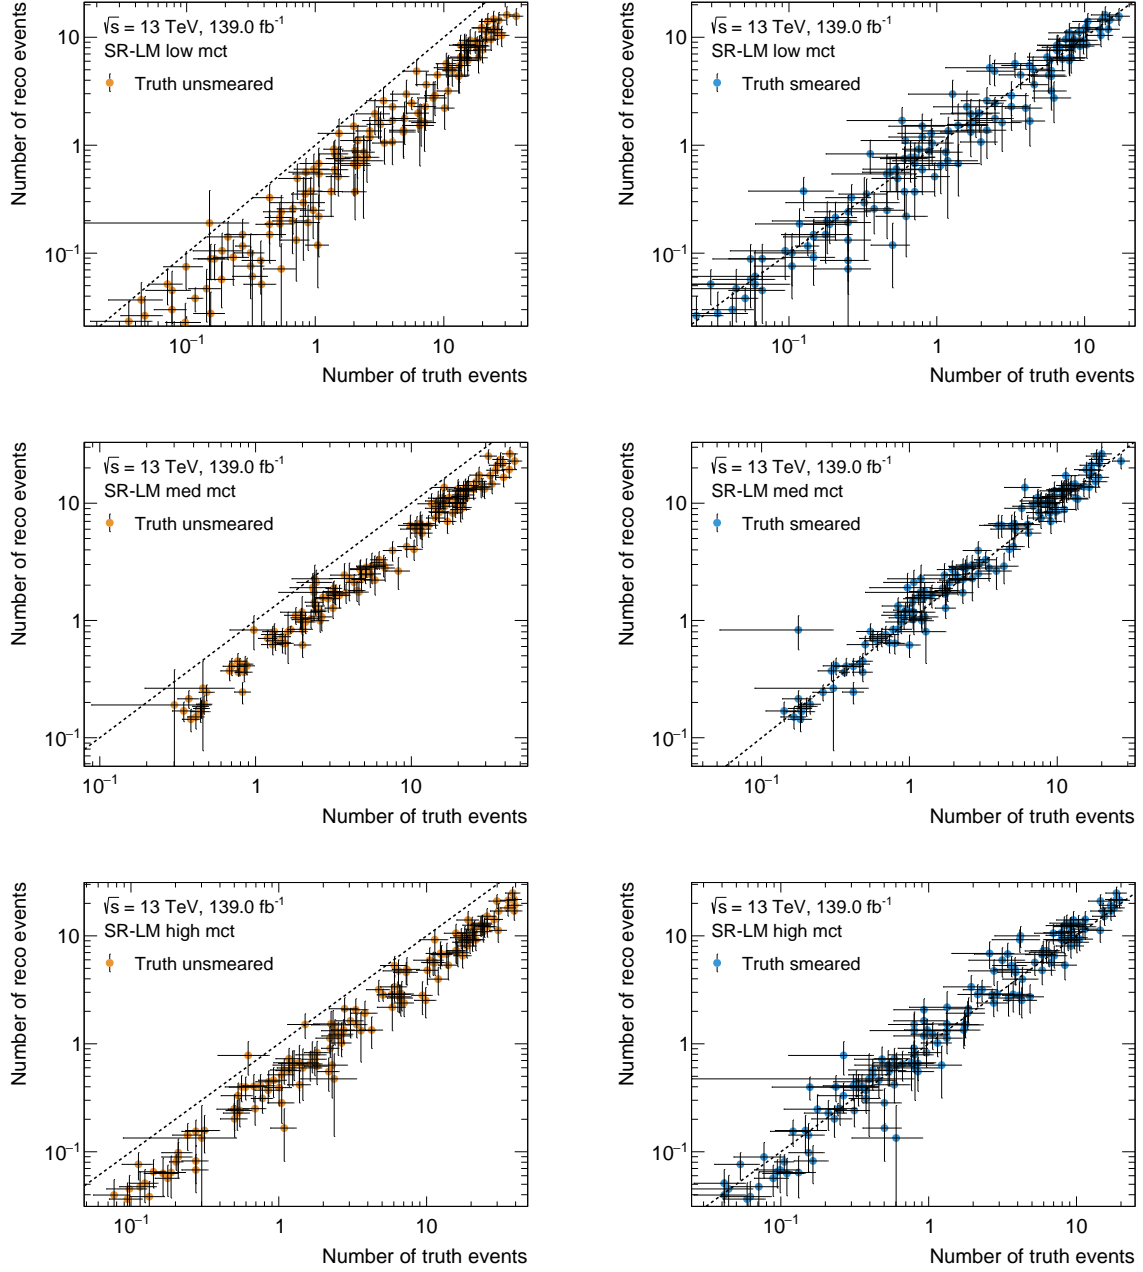 √s = 13 TeV, 139.0 fb⁻¹
SR-LM low mct
Truth unsmeared
Number of reco events
10
1
10⁻¹
10⁻¹ 1 10
Number of truth events
√s = 13 TeV, 139.0 fb⁻¹
SR-LM low mct
Truth smeared
Number of reco events
10
1
10⁻¹
10⁻¹ 1 10
Number of truth events
√s = 13 TeV, 139.0 fb⁻¹
SR-LM med mct
Truth unsmeared
Number of reco events
10
1
10⁻¹
10⁻¹ 1 10
Number of truth events
√s = 13 TeV, 139.0 fb⁻¹
SR-LM med mct
Truth smeared
Number of reco events
10
1
10⁻¹
10⁻¹ 1 10
Number of truth events
√s = 13 TeV, 139.0 fb⁻¹
SR-LM high mct
Truth unsmeared
Number of reco events
10
1
10⁻¹
10⁻¹ 1 10
Number of truth events
√s = 13 TeV, 139.0 fb⁻¹
SR-LM high mct
Truth smeared
Number of reco events
10
1
10⁻¹
10⁻¹ 1 10
Number of truth events